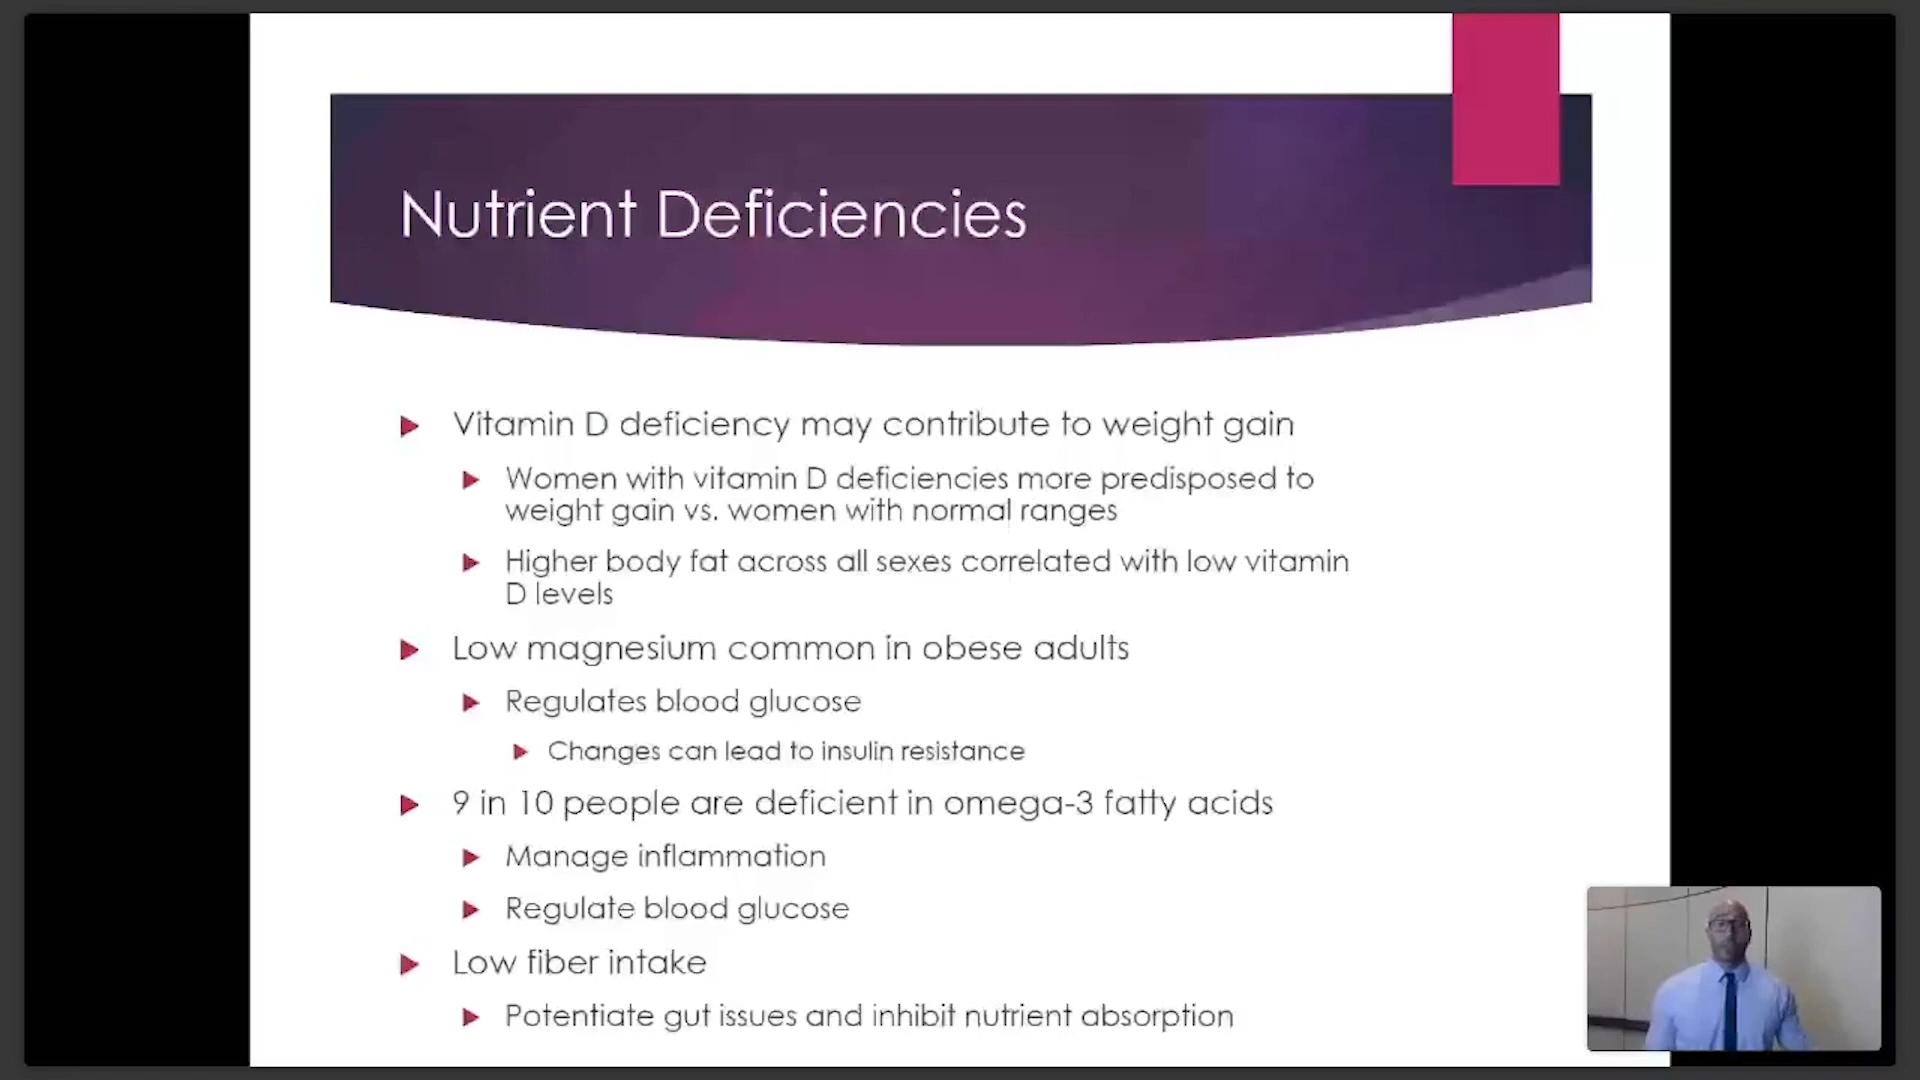 Nutrient Deficiencies
Vitamin D deficiency may contribute to weight gain
Women with vitamin D deficiencies more predisposed to
weight gain vs. women with normal ranges
Higher body fat across all sexes correlated with low vitamin
D levels
Low magnesium common in obese adults
Regulates blood glucose
Changes can lead to insulin resistance
9 in 10 people are deficient in omega-3 fatty acids
Manage inflammation
Regulate blood glucose
Low fiber intake
Potentiate gut issues and inhibit nutrient absorption